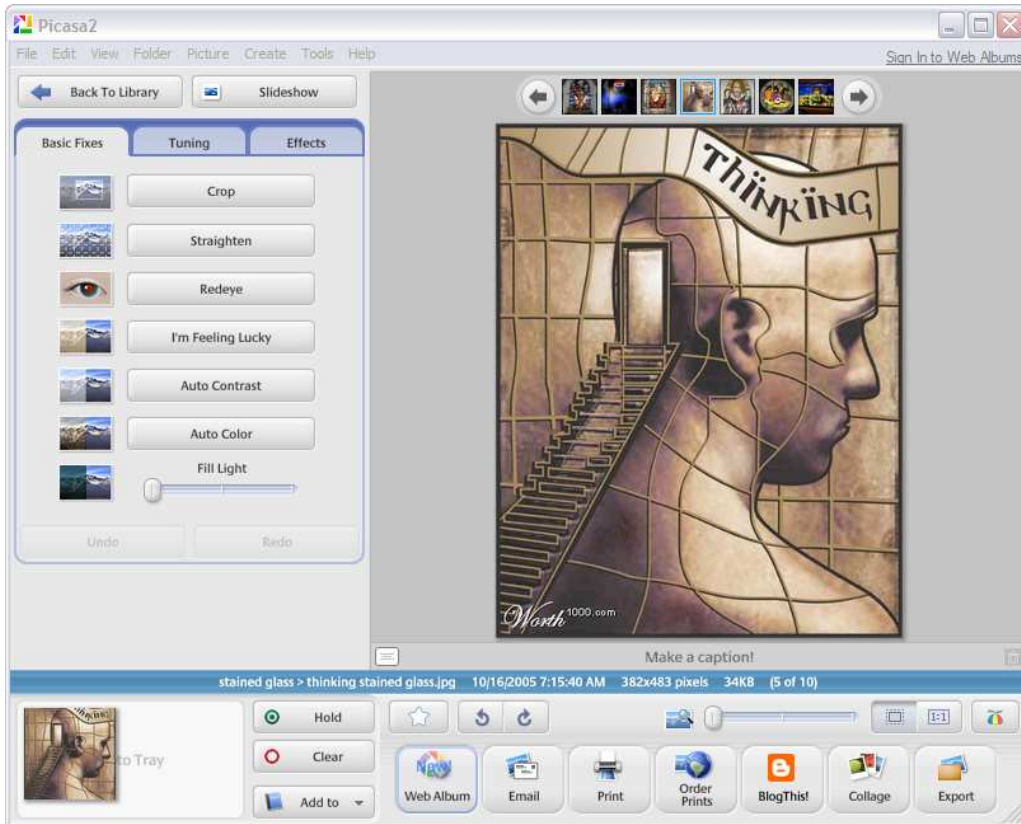 Picasa2
File Edit View Folder Picture Create Tools Help
Sign In to Web Albums
Back To Library
Slideshow
Basic Fixes
Tuning
Effects
Crop
Straighten
Redeye
I'm Feeling Lucky
Auto Contrast
Auto Color
Fill Light
Undo
Redo
Thïnkïng
Worth1000.com
Make a caption!
stained glass > thinking stained glass.jpg 10/16/2005 7:15:40 AM 382x483 pixels 34KB (5 of 10)
Thïnkïng
to Tray
Hold
Clear
Add to
1:1
New
Web Album
Email
Print
Order
Prints
BlogThis!
Collage
Export